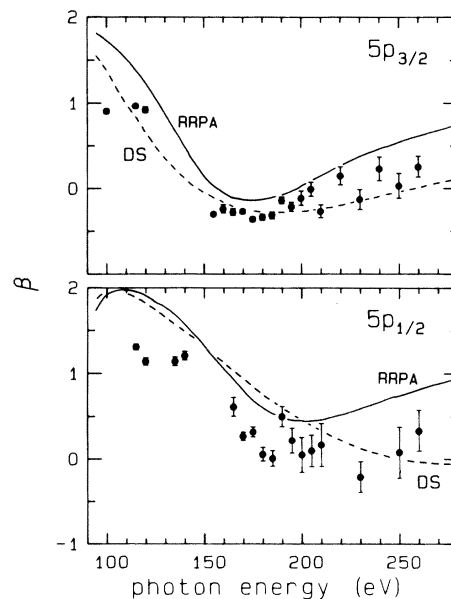 2
5p3/2
1
RRPA
DS
0
-1
β
2
5p1/2
1
RRPA
0
DS
-1
100 150 200 250
photon energy (eV)